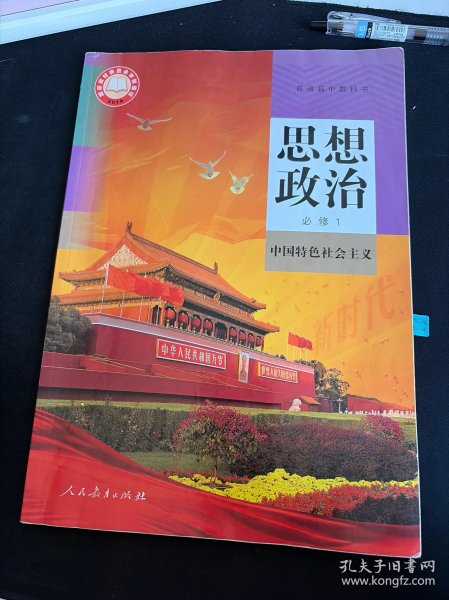 普通高中教科书
思想
政治
必修1
中国特色社会主义
2019
新时代
中华人民共和国万岁
世界人民大团结万岁
人民教育出版社
孔夫子旧书网
www.kongfz.com